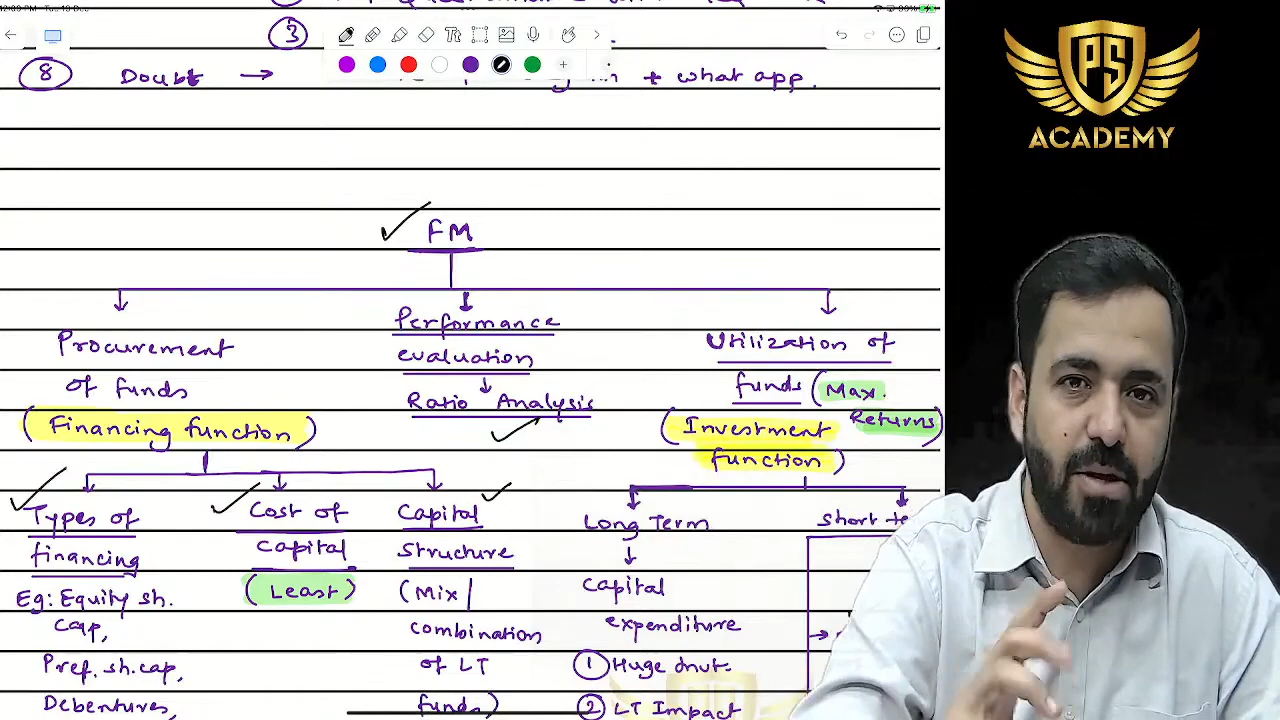 3
8 Doubt → + what app.
FM
Procurement
of funds
(Financing function)
Performance
evaluation
Ratio Analysis
Utilization of
funds (Max.
Returns)
(Investment
function)
Types of
financing
Eg: Equity sh.
cap,
Pref. sh. cap,
Debentures,
Cost of
capital
(Least)
Capital
structure
(Mix/
combination
of LT
funds)
Long Term
↓
capital
expenditure
1 Huge
2 LT Impact
Short te
PS
ACADEMY